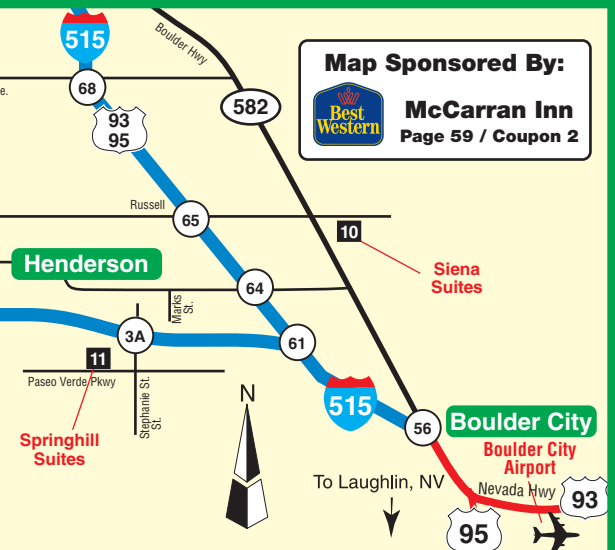 515
Boulder Hwy
Map Sponsored By:
Best
Western
McCarran Inn
Page 59 / Coupon 2
68
e.
582
93
95
Russell
65
10
Siena
Suites
Henderson
64
Marks
St.
3A
61
11
Paseo Verde Pkwy
Stephanie St.
St.
N
515
56
Boulder City
Springhill
Suites
Boulder City
Airport
To Laughlin, NV
Nevada Hwy
93
95